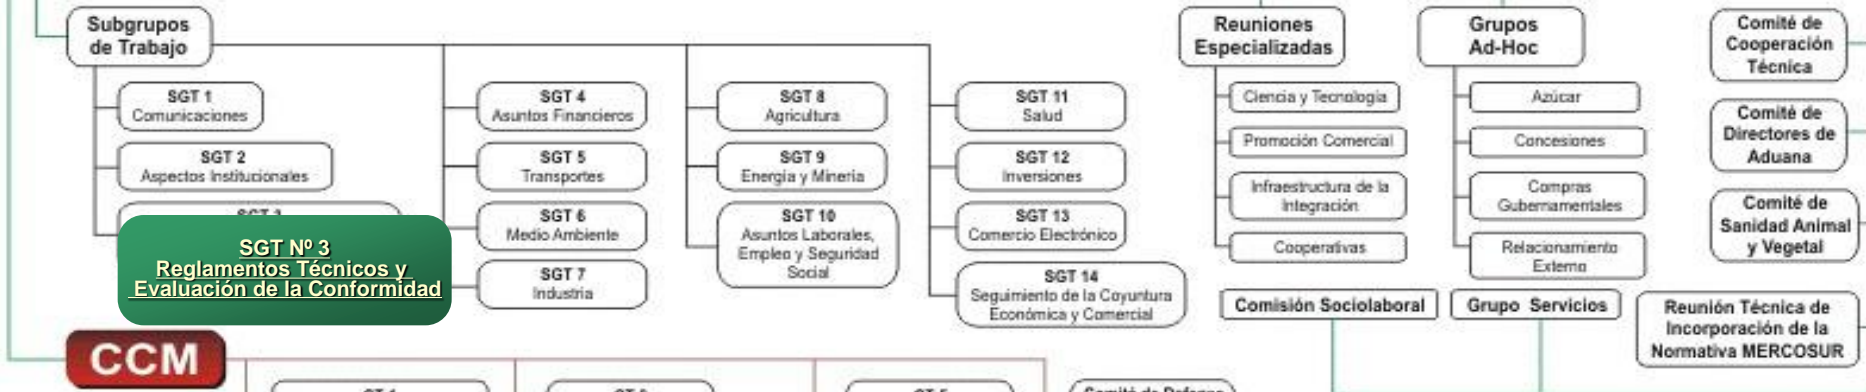 Subgrupos
de Trabajo
SGT 1
Comunicaciones
SGT 2
Aspectos Institucionales
SGT Nº 3
Reglamentos Técnicos y
Evaluación de la Conformidad
SGT 4
Asuntos Financieros
SGT 5
Transportes
SGT 6
Medio Ambiente
SGT 7
Industria
SGT 8
Agricultura
SGT 9
Energía y Minería
SGT 10
Asuntos Laborales,
Empleo y Seguridad
Social
SGT 11
Salud
SGT 12
Inversiones
SGT 13
Comercio Electrónico
SGT 14
Seguimiento de la Coyuntura
Económica y Comercial
Reuniones
Especializadas
Ciencia y Tecnología
Promoción Comercial
Infraestructura de la
Integración
Cooperativas
Grupos
Ad-Hoc
Azúcar
Concesiones
Compras
Gubernamentales
Relacionamiento
Externo
Comité de
Cooperación
Técnica
Comité de
Directores de
Aduana
Comité de
Sanidad Animal
y Vegetal
Comisión Sociolaboral
Grupo Servicios
Reunión Técnica de
Incorporación de la
Normativa MERCOSUR
CCM